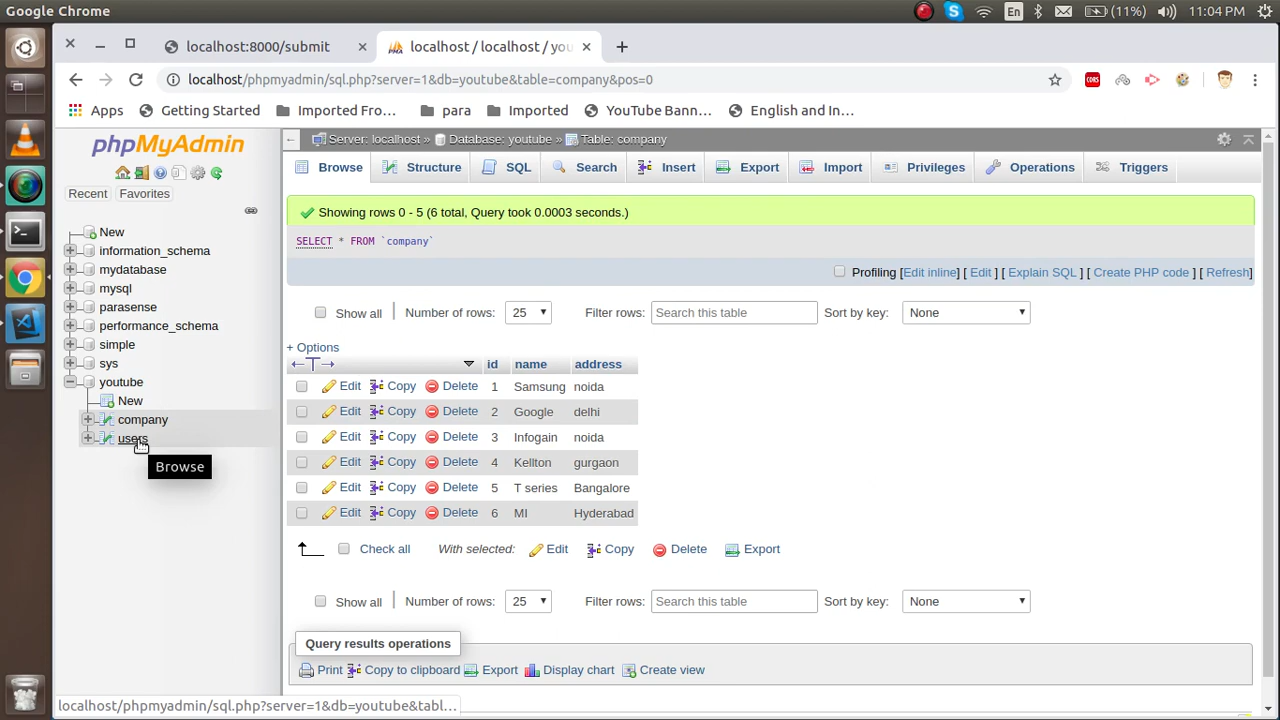 Google Chrome
En
(11%)
11:04 PM
localhost:8000/submit
localhost / localhost / you
localhost/phpmyadmin/sql.php?server=1&db=youtube&table=company&pos=0
CORS
Apps
Getting Started
Imported Fro...
para
Imported
YouTube Bann...
English and In...
phpMyAdmin
Recent
Favorites
New
information_schema
mydatabase
mysql
parasense
performance_schema
simple
sys
youtube
New
company
users
Browse
Server: localhost » Database: youtube » Table: company
Browse
Structure
SQL
Search
Insert
Export
Import
Privileges
Operations
Triggers
Showing rows 0 - 5 (6 total, Query took 0.0003 seconds.)
SELECT * FROM `company`
Profiling [Edit inline] [ Edit ] [ Explain SQL ] [ Create PHP code ] [ Refresh]
Show all | Number of rows: 25 Filter rows: Search this table Sort by key: None
+ Options
←T→ id name address
Edit Copy Delete 1 Samsung noida
Edit Copy Delete 2 Google delhi
Edit Copy Delete 3 Infogain noida
Edit Copy Delete 4 Kellton gurgaon
Edit Copy Delete 5 T series Bangalore
Edit Copy Delete 6 MI Hyderabad
Check all With selected: Edit Copy Delete Export
Show all | Number of rows: 25 Filter rows: Search this table Sort by key: None
Query results operations
Print Copy to clipboard Export Display chart Create view
localhost/phpmyadmin/sql.php?server=1&db=youtube&tabl...